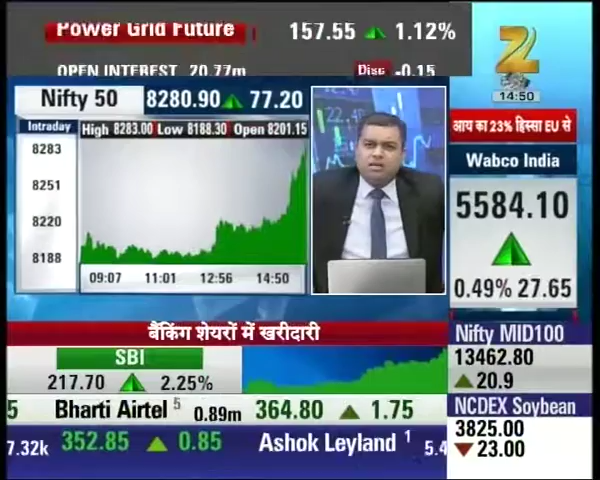 Power Grid Future 157.55 1.12%
OPEN INTEREST 20.77m Disc -0.15
14:50
Nifty 50 8280.90 77.20
Intraday High 8283.00 Low 8188.30 Open 8201.15
8283
8251
8220
8188
09:07 11:01 12:56 14:50
आय का 23% हिस्सा EU से
Wabco India
5584.10
0.49% 27.65
बैंकिंग शेयरों में खरीदारी
SBI
217.70 2.25%
Nifty MID100
13462.80
20.9
NCDEX Soybean
3825.00
23.00
5 Bharti Airtel 5 0.89m 364.80 1.75
7.32k 352.85 0.85 Ashok Leyland 1 5.4